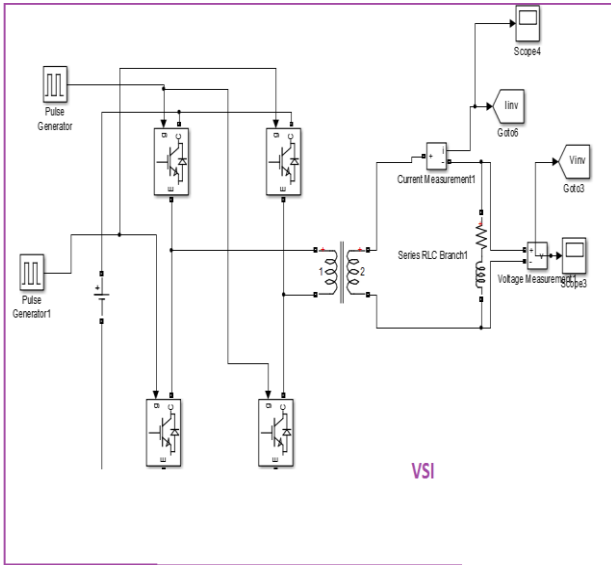 Scope4
Pulse
Generator
g
C
E
g
C
E
Iinv
Goto6
+
i
-
Current Measurement1
Vinv
Goto3
+
1
2
+
+
Series RLC Branch1
+
-
v
Voltage Measurement1
Scope3
Pulse
Generator1
+
g
C
E
g
C
E
VSI